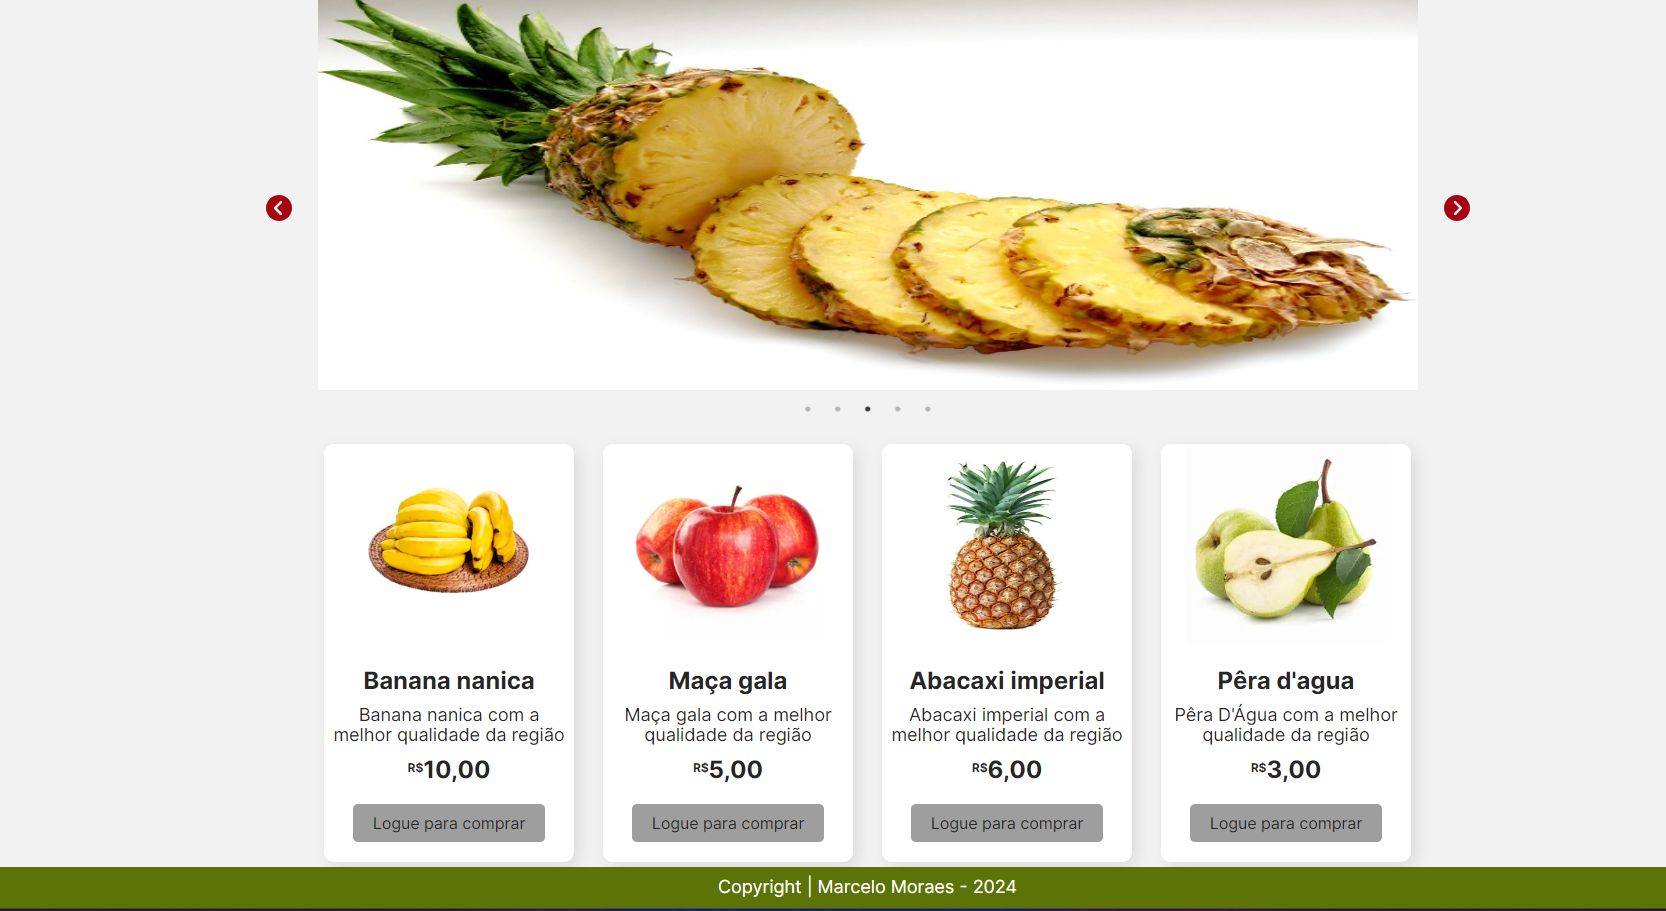 Banana nanica
Banana nanica com a
melhor qualidade da região
R$10,00
Logue para comprar
Maça gala
Maça gala com a melhor
qualidade da região
R$5,00
Logue para comprar
Abacaxi imperial
Abacaxi imperial com a
melhor qualidade da região
R$6,00
Logue para comprar
Pêra d'agua
Pêra D'Água com a melhor
qualidade da região
R$3,00
Logue para comprar
Copyright | Marcelo Moraes - 2024